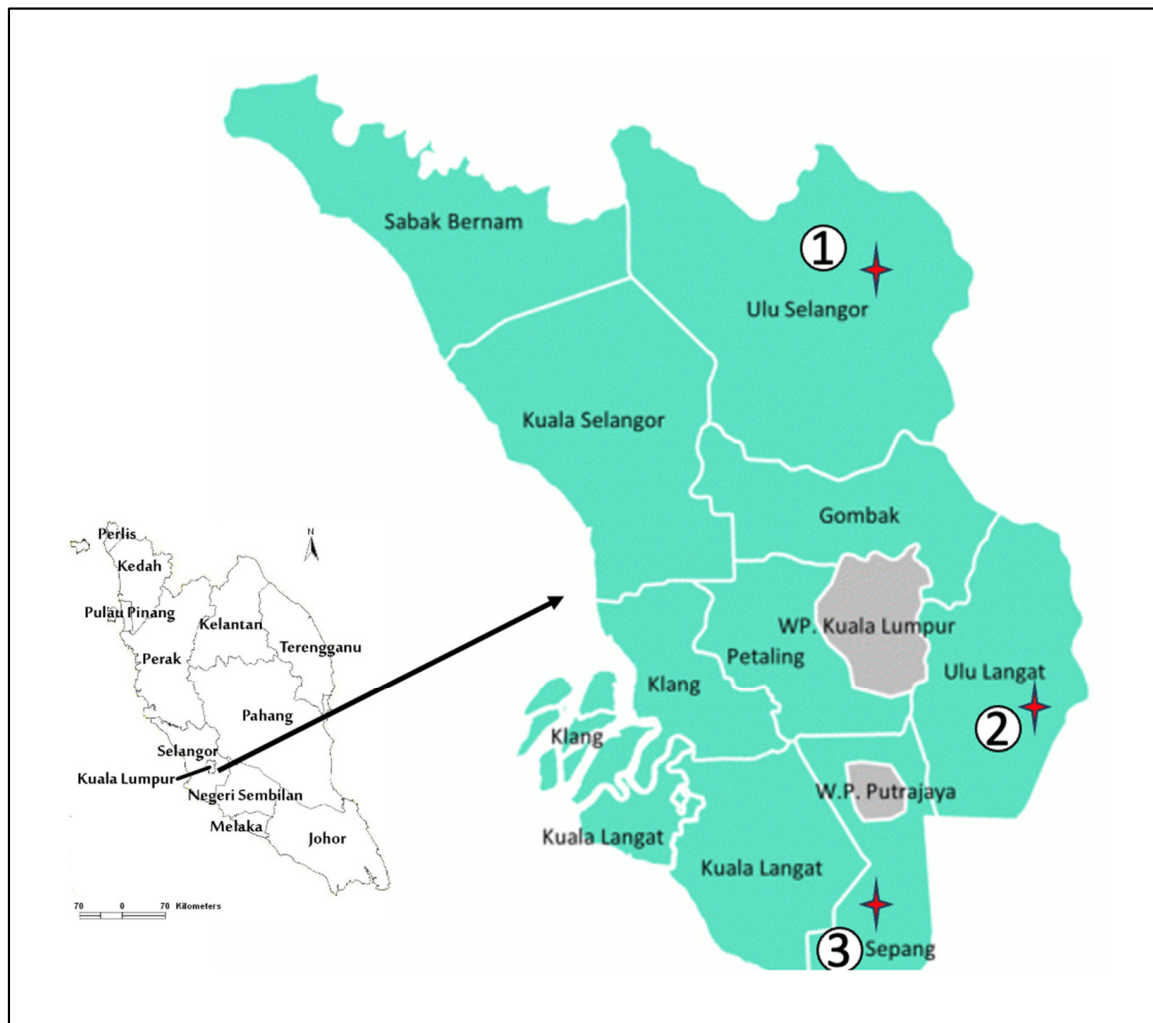 Sabak Bernam
1
Ulu Selangor
Kuala Selangor
Gombak
WP. Kuala Lumpur
Petaling
Ulu Langat
Klang
Klang
2
W.P. Putrajaya
Kuala Langat
Kuala Langat
3
Sepang
N
Perlis
Kedah
Pulau Pinang
Kelantan
Terengganu
Perak
Pahang
Selangor
Kuala Lumpur
Negeri Sembilan
Melaka
Johor
70 0 70 Kilometers